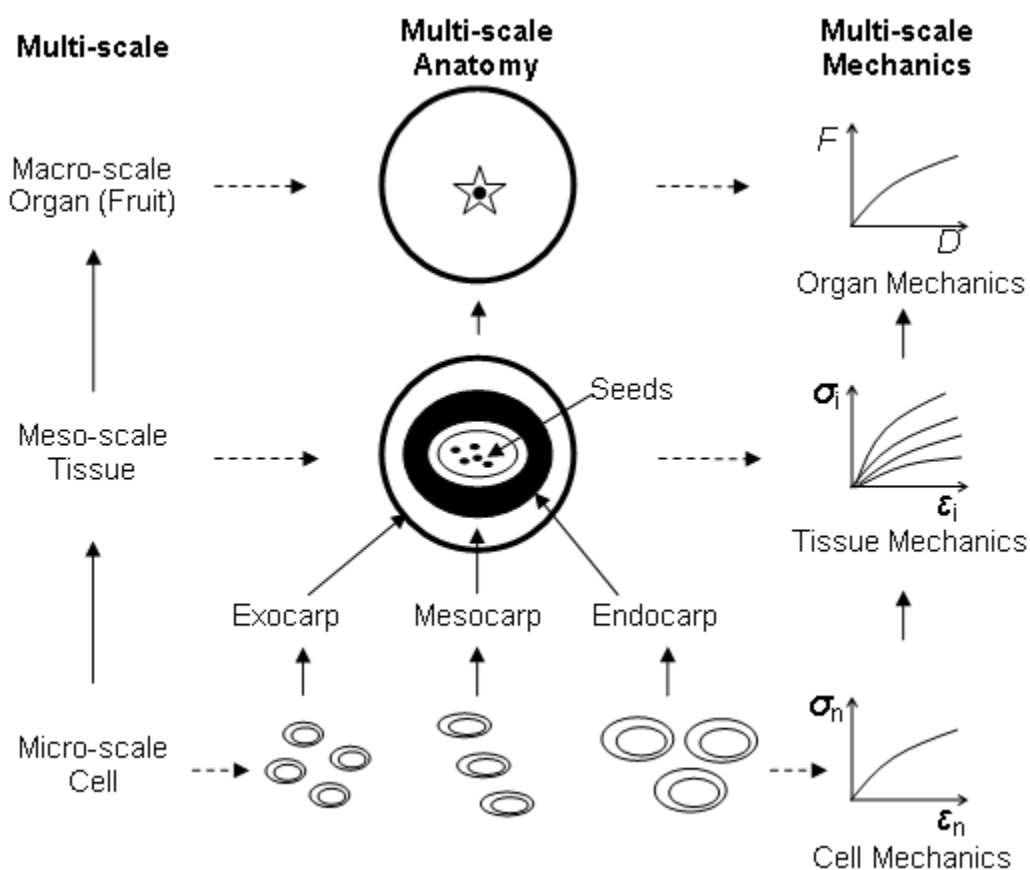 Multi-scale
Multi-scale
Anatomy
Multi-scale
Mechanics
Macro-scale
Organ (Fruit)
F
D
Organ Mechanics
Meso-scale
Tissue
Seeds
σi
εi
Tissue Mechanics
Exocarp
Mesocarp
Endocarp
Micro-scale
Cell
σn
εn
Cell Mechanics